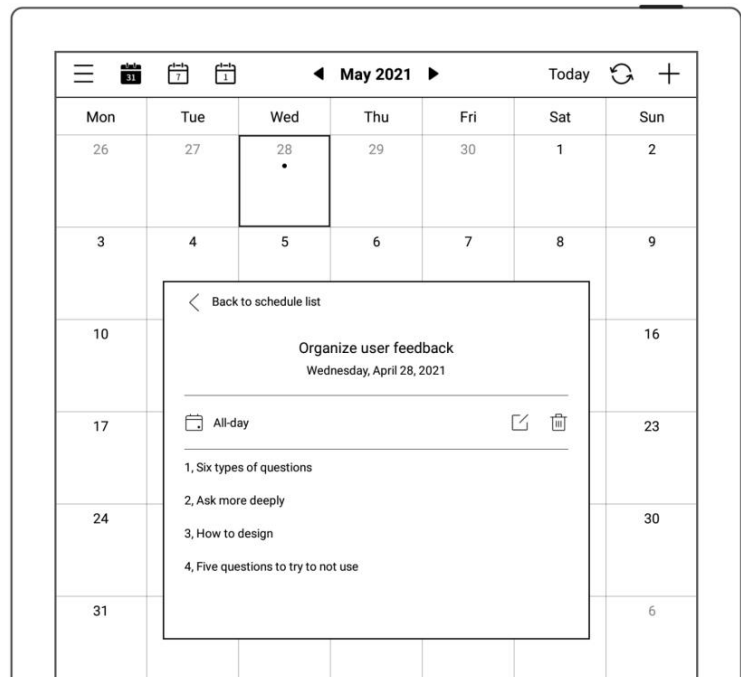 31 7 1 May 2021 Today
Mon Tue Wed Thu Fri Sat Sun
26 27 28 29 30 1 2
3 4 5 6 7 8 9
Back to schedule list
10 16
Organize user feedback
Wednesday, April 28, 2021
17 All-day 23
1, Six types of questions
2, Ask more deeply
24 30
3, How to design
4, Five questions to try to not use
31 6